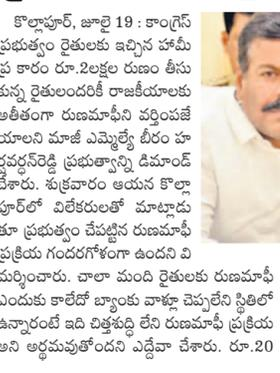 కొల్లాపూర్, జూలై 19 : కాంగ్రెస్
ప్రభుత్వం రైతులకు ఇచ్చిన హామీ
పై కారం రూ.2లక్షల రుణం తీసు
కున్న రైతులందరికీ రాజకీయాలకు
అతీతంగా రుణమాఫీని వర్తింపజే
యాలని మాజీ ఎమ్మెల్యే బీరం హ
ర్షవర్ధన్‌రెడ్డి ప్రభుత్వాన్ని డిమాండ్
చేశారు. శుక్రవారం ఆయన కొల్లా
పూర్‌లో విలేకరులతో మాట్లాడు
తూ ప్రభుత్వం చేపట్టిన రుణమాఫీ
ప్రక్రియ గందరగోళంగా ఉందని వి
మర్శించారు. చాలా మంది రైతులకు రుణమాఫీ
ఎందుకు కాలేదో బ్యాంకు వాళ్లూ చెప్పలేని స్థితిలో
ఉన్నారంటే ఇది చిత్తశుద్ధి లేని రుణమాఫీ ప్రక్రియ
అని అర్థమవుతోందని ఎద్దేవా చేశారు. రూ.20